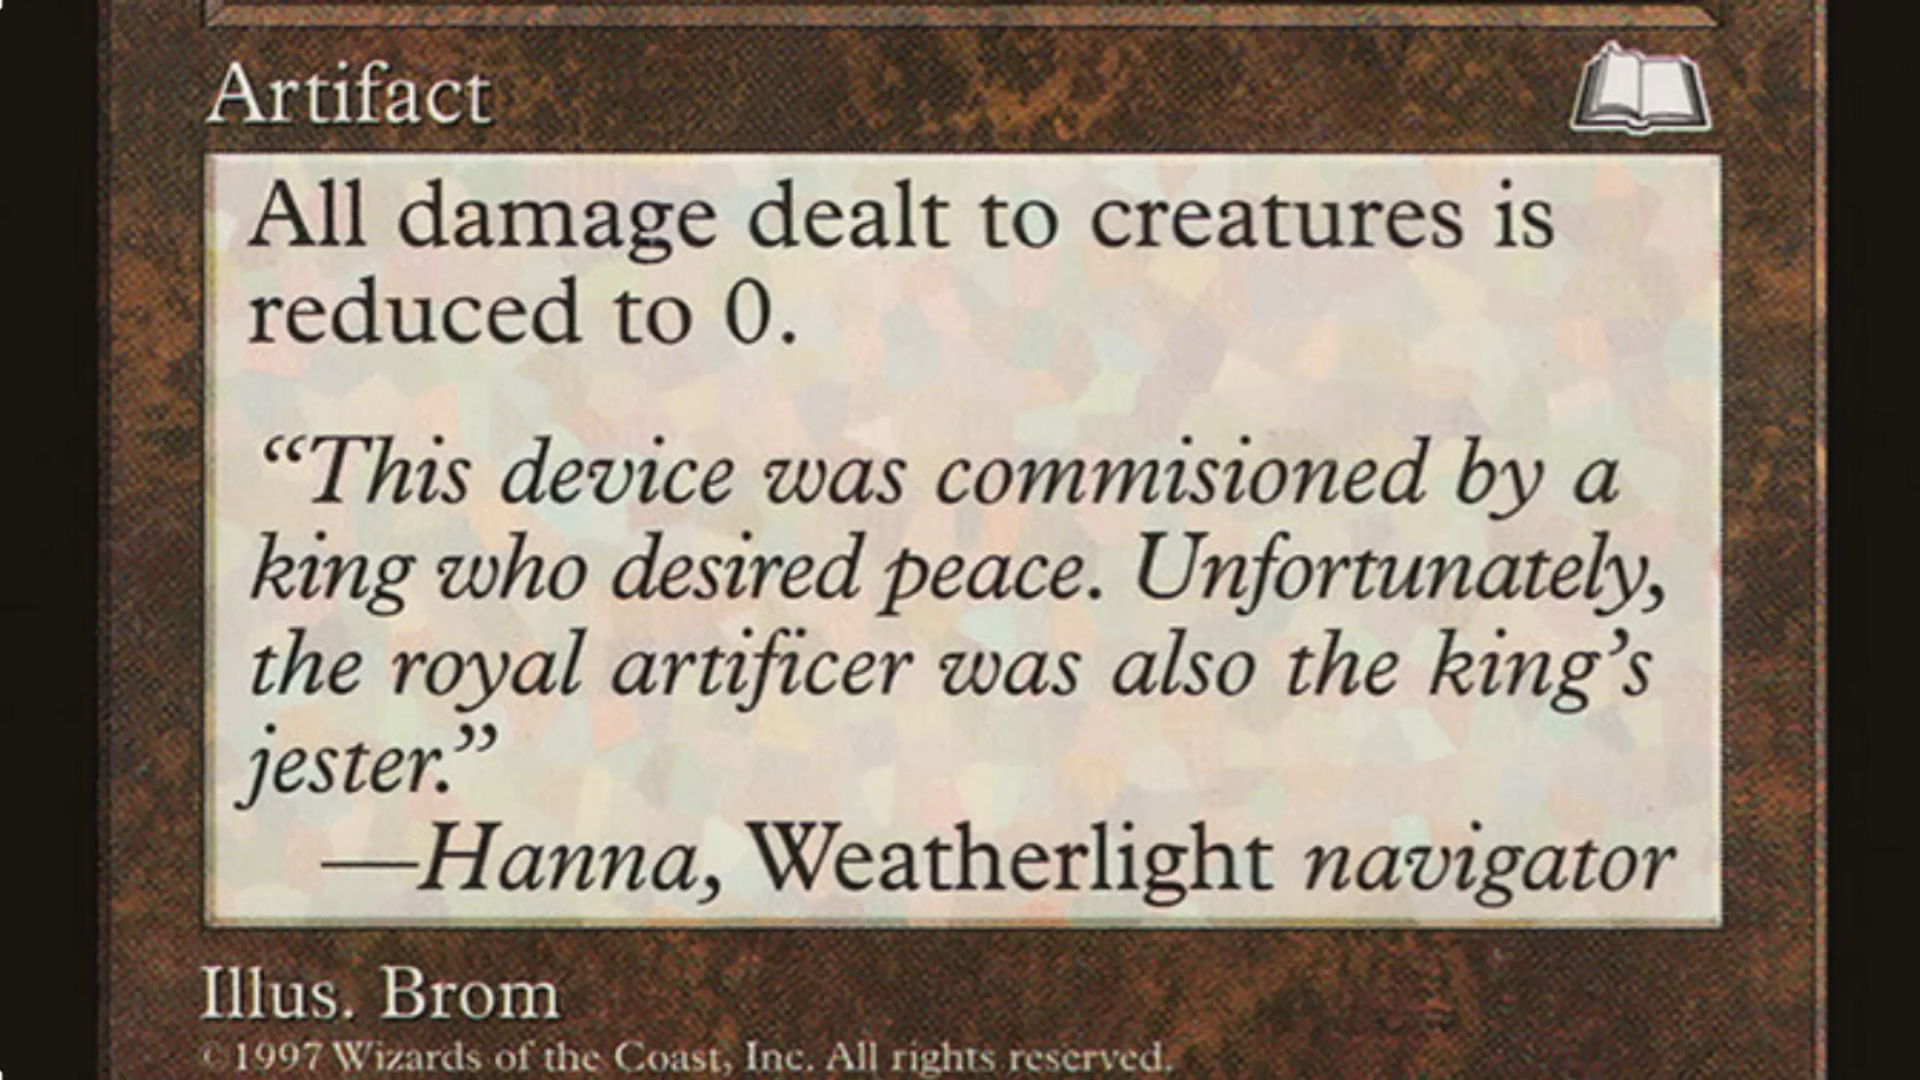 Artifact
All damage dealt to creatures is
reduced to 0.
“This device was commisioned by a
king who desired peace. Unfortunately,
the royal artificer was also the king’s
jester.”
—Hanna, Weatherlight navigator
Illus. Brom
©1997 Wizards of the Coast, Inc. All rights reserved.